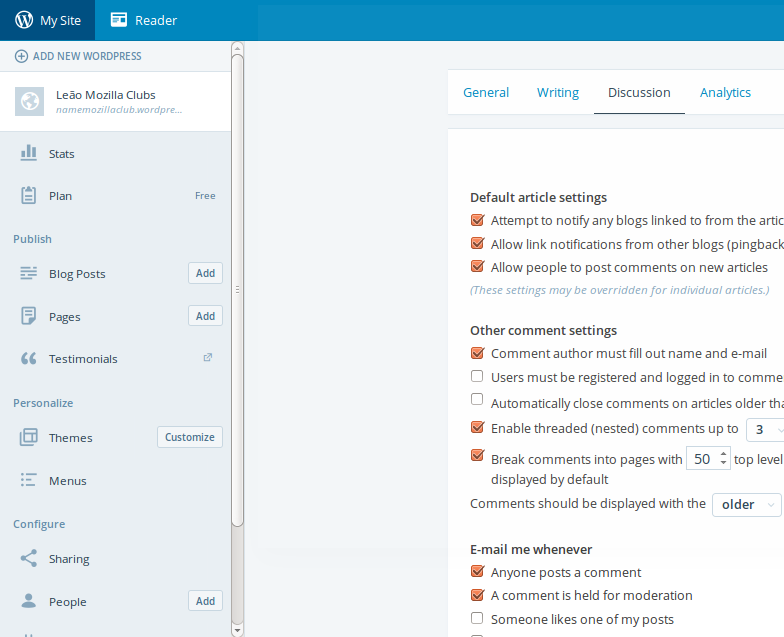 My Site
Reader
ADD NEW WORDPRESS
Leão Mozilla Clubs
namemozillaclub.wordpre...
Stats
Plan Free
Publish
Blog Posts Add
Pages Add
Testimonials
Personalize
Themes Customize
Menus
Configure
Sharing
People Add
General Writing Discussion Analytics
Default article settings
Attempt to notify any blogs linked to from the artic
Allow link notifications from other blogs (pingback
Allow people to post comments on new articles
(These settings may be overridden for individual articles.)
Other comment settings
Comment author must fill out name and e-mail
Users must be registered and logged in to comme
Automatically close comments on articles older tha
Enable threaded (nested) comments up to 3
Break comments into pages with 50 top level
displayed by default
Comments should be displayed with the older
E-mail me whenever
Anyone posts a comment
A comment is held for moderation
Someone likes one of my posts